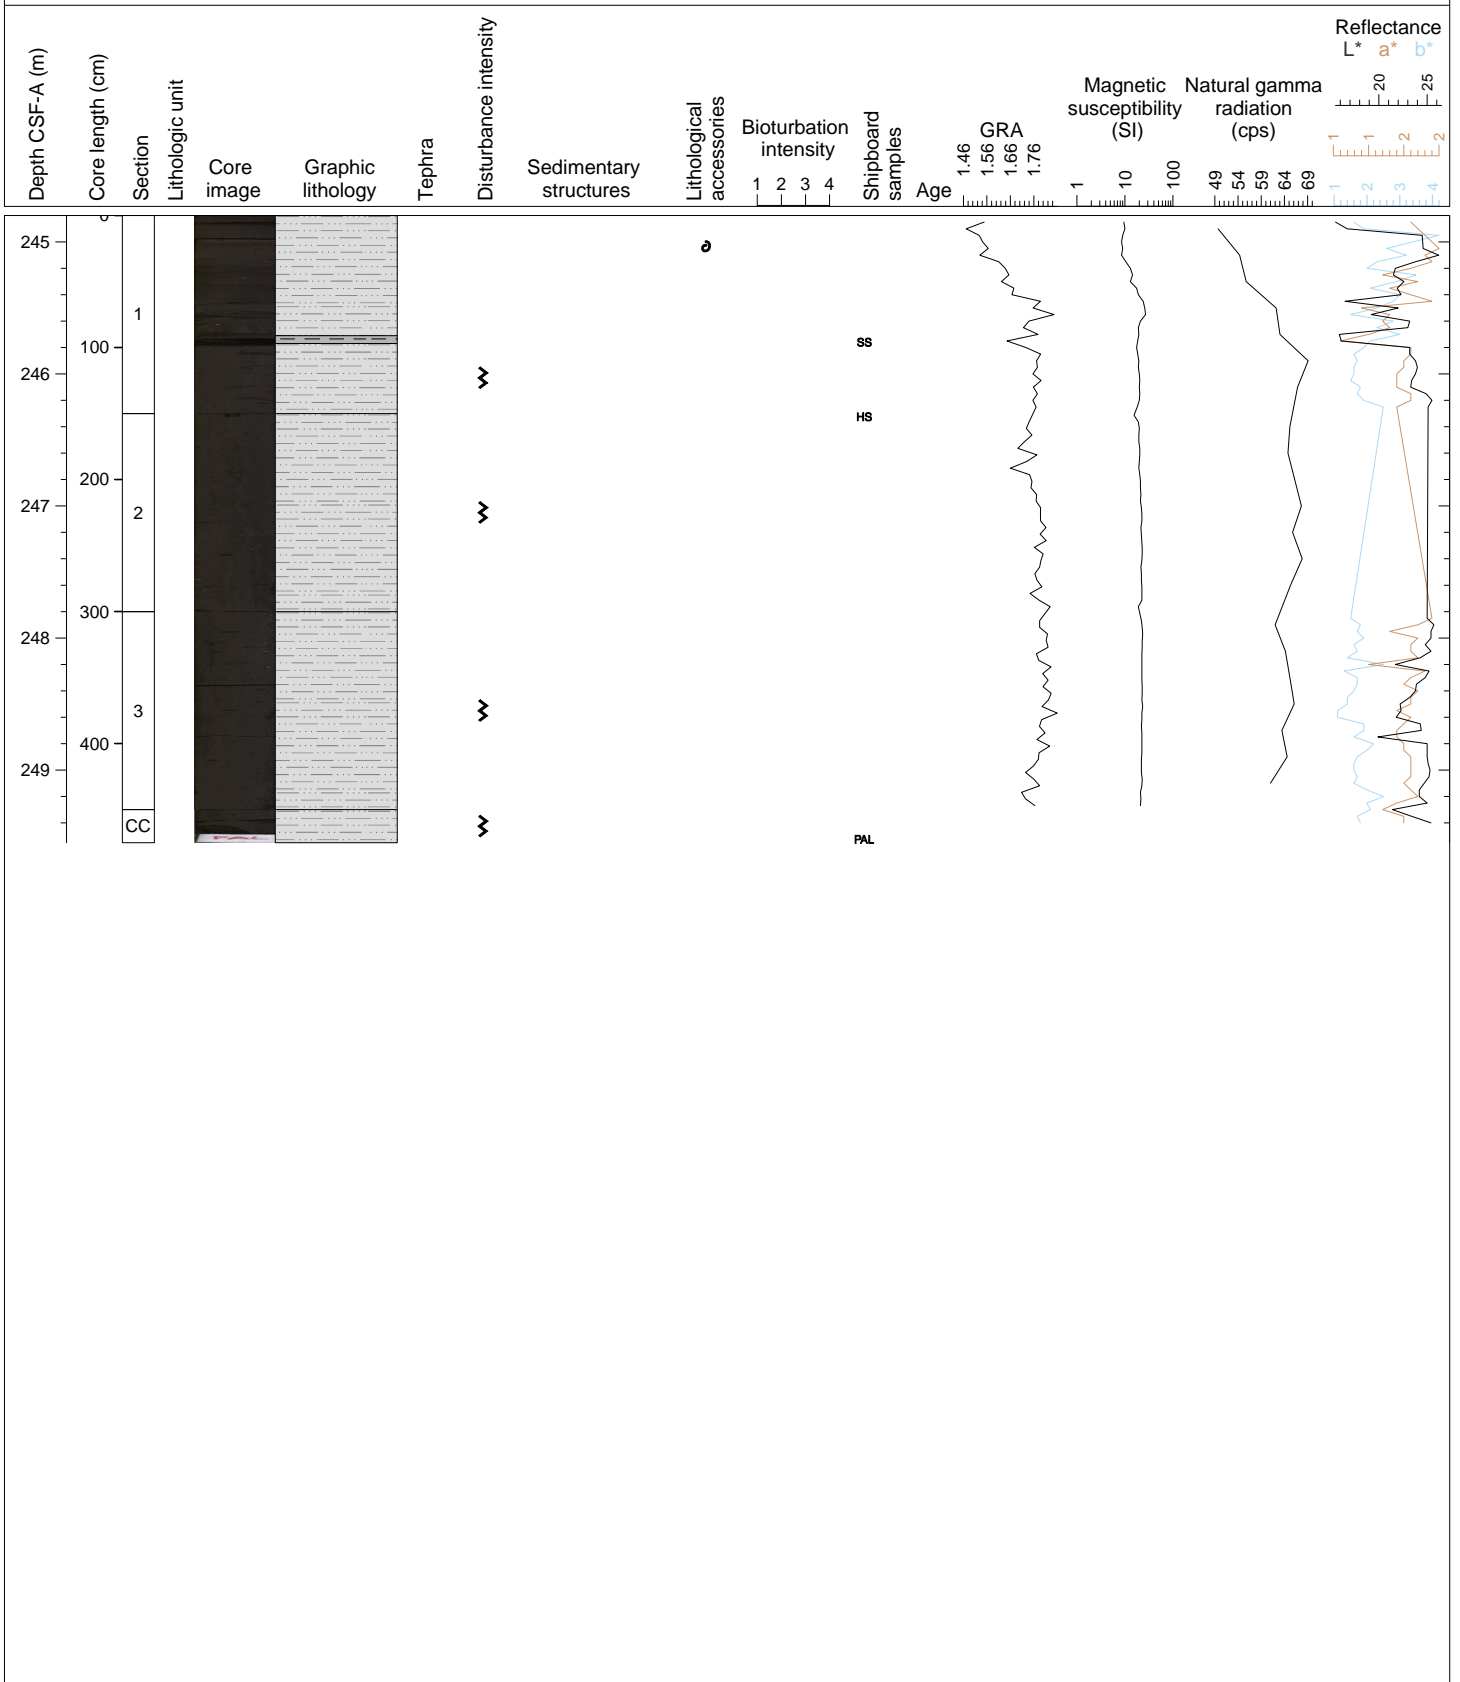 Depth CSF-A (m)
Core length (cm)
Section
Lithologic unit
Core
image
Graphic
lithology
Tephra
Disturbance intensity
Sedimentary
structures
Lithological
accessories
Bioturbation
intensity
1 2 3 4
Shipboard
samples
Age
GRA
1.46 1.56 1.66 1.76
Magnetic
susceptibility
(SI)
1 10 100
Natural gamma
radiation
(cps)
49 54 59 64 69
Reflectance
L* a* b*
20 25
1 1 2 2
1 2 3 4
0
245
1
100
SS
246
HS
200
247
2
300
248
3
400
249
CC
PAL
PAL